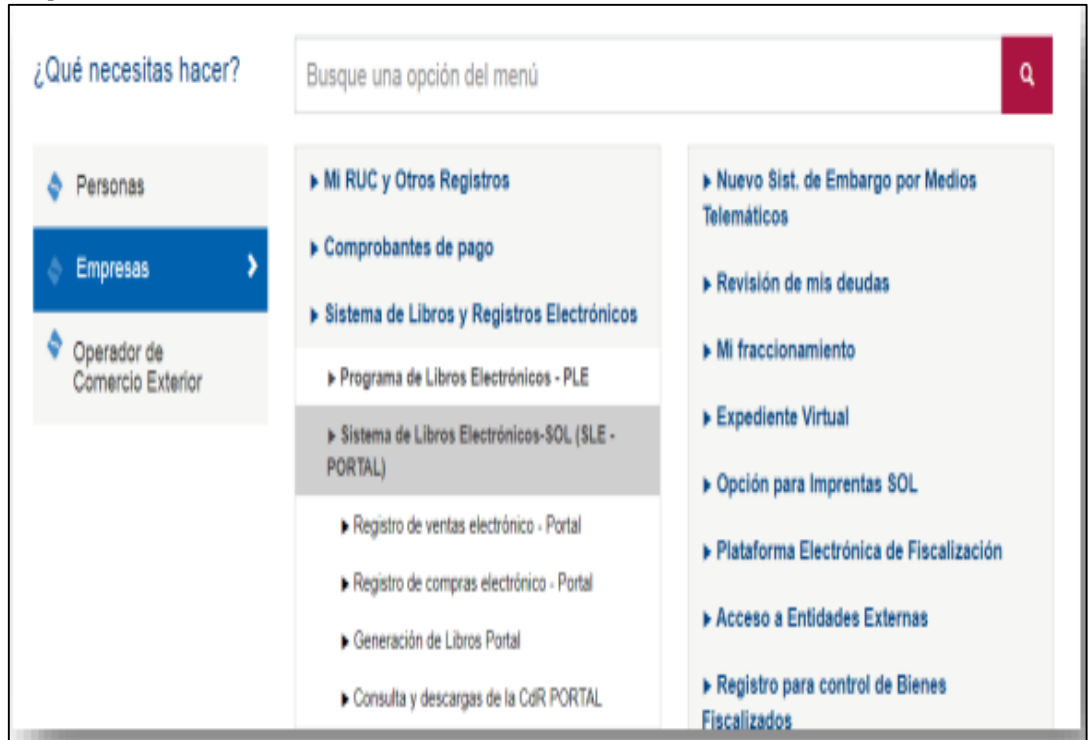 ¿Qué necesitas hacer?
Busque una opción del menú
Personas
Empresas
Operador de
Comercio Exterior
Mi RUC y Otros Registros
Comprobantes de pago
Sistema de Libros y Registros Electrónicos
Programa de Libros Electrónicos - PLE
Sistema de Libros Electrónicos-SOL (SLE -
PORTAL)
Registro de ventas electrónico - Portal
Registro de compras electrónico - Portal
Generación de Libros Portal
Consulta y descargas de la CdR PORTAL
Nuevo Sist. de Embargo por Medios
Telemáticos
Revisión de mis deudas
Mi fraccionamiento
Expediente Virtual
Opción para Imprentas SOL
Plataforma Electrónica de Fiscalización
Acceso a Entidades Externas
Registro para control de Bienes
Fiscalizados